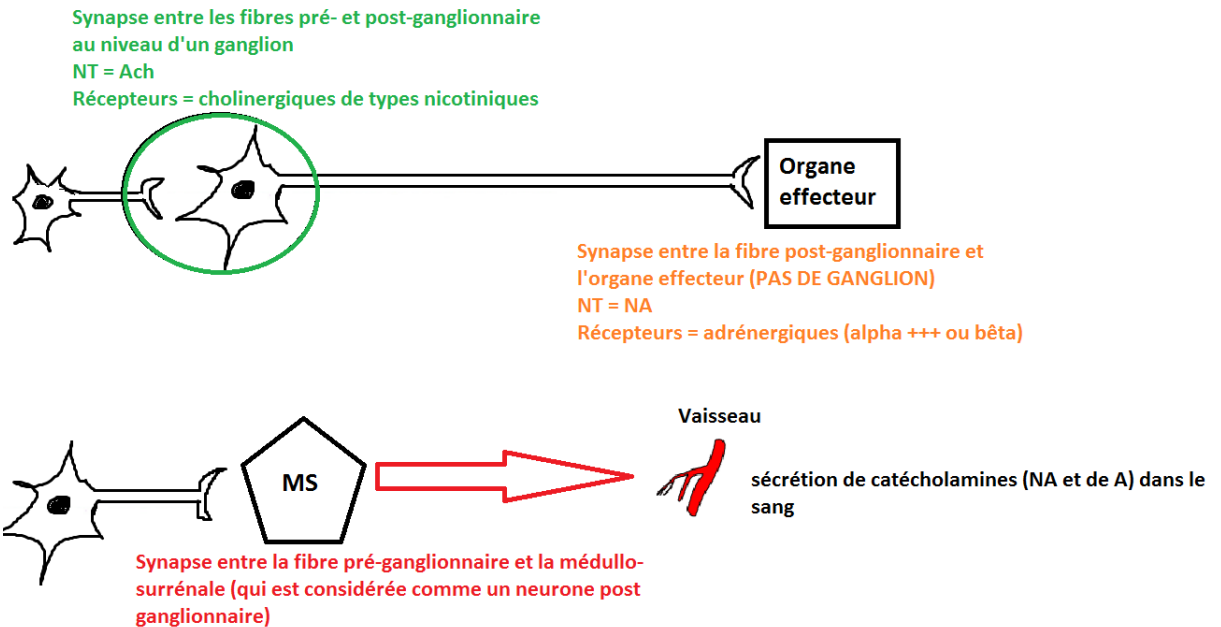 Synapse entre les fibres pré- et post-ganglionnaire
au niveau d'un ganglion
NT = Ach
Récepteurs = cholinergiques de types nicotiniques
Organe
effecteur
Synapse entre la fibre post-ganglionnaire et
l'organe effecteur (PAS DE GANGLION)
NT = NA
Récepteurs = adrénergiques (alpha +++ ou bêta)
Vaisseau
MS
sécrétion de catécholamines (NA et de A) dans le
sang
Synapse entre la fibre pré-ganglionnaire et la médullo-
surrénale (qui est considérée comme un neurone post
ganglionnaire)